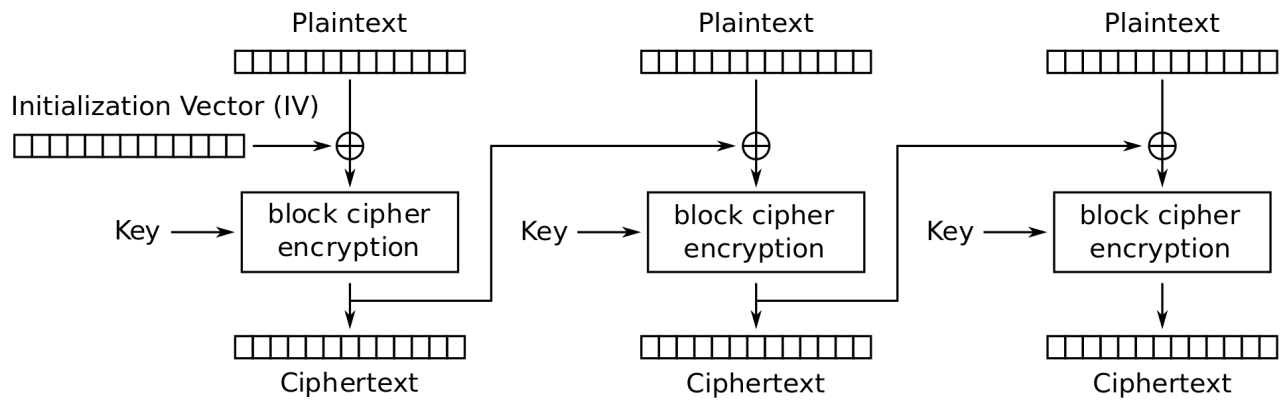 Plaintext
Plaintext
Plaintext
Initialization Vector (IV)
Key
block cipher
encryption
Key
block cipher
encryption
Key
block cipher
encryption
Ciphertext
Ciphertext
Ciphertext